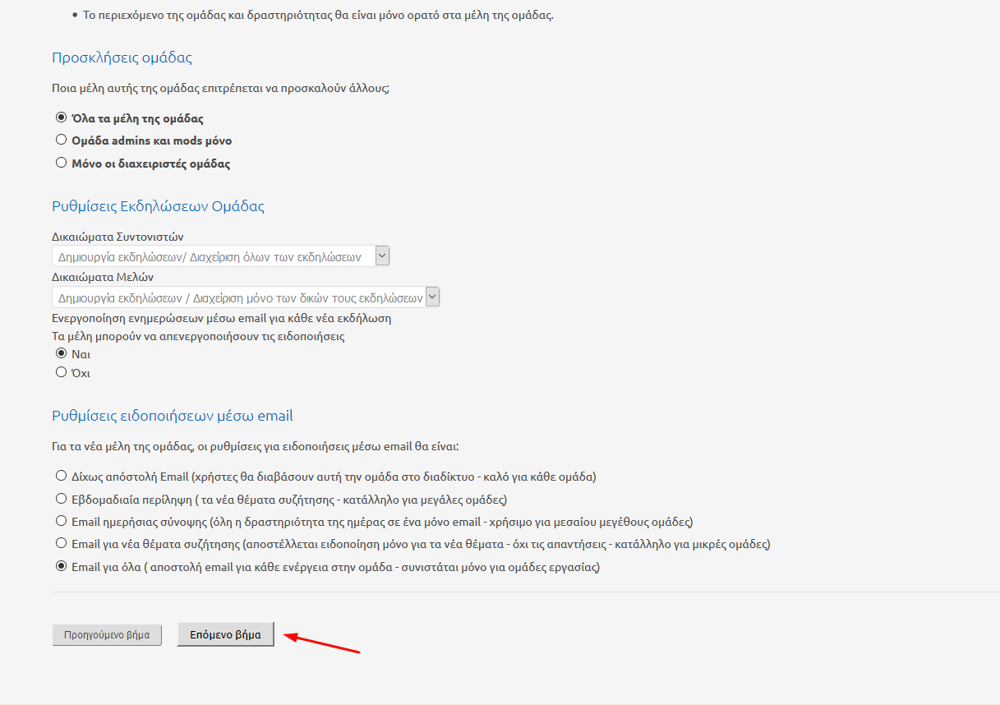 • Το περιεχόμενο της ομάδας και δραστηριότητας θα είναι μόνο ορατό στα μέλη της ομάδας.
Προσκλήσεις ομάδας
Ποια μέλη αυτής της ομάδας επιτρέπεται να προσκαλούν άλλους;
Όλα τα μέλη της ομάδας
Ομάδα admins και mods μόνο
Μόνο οι διαχειριστές ομάδας
Ρυθμίσεις Εκδηλώσεων Ομάδας
Δικαιώματα Συντονιστών
Δημιουργία εκδηλώσεων/ Διαχείριση όλων των εκδηλώσεων
Δικαιώματα Μελών
Δημιουργία εκδηλώσεων / Διαχείριση μόνο των δικών τους εκδηλώσεων
Ενεργοποίηση ενημερώσεων μέσω email για κάθε νέα εκδήλωση
Τα μέλη μπορούν να απενεργοποιήσουν τις ειδοποιήσεις
Ναι
Όχι
Ρυθμίσεις ειδοποιήσεων μέσω email
Για τα νέα μέλη της ομάδας, οι ρυθμίσεις για ειδοποιήσεις μέσω email θα είναι:
Δίχως απόστολή Email (χρήστες θα διαβάσουν αυτή την ομάδα στο διαδίκτυο - καλό για κάθε ομάδα)
Εβδομαδιαία περίληψη ( τα νέα θέματα συζήτησης - κατάλληλο για μεγάλες ομάδες)
Email ημερήσιας σύνοψης (όλη η δραστηριότητα της ημέρας σε ένα μόνο email - χρήσιμο για μεσαίου μεγέθους ομάδες)
Email για νέα θέματα συζήτησης (αποστέλλεται ειδοποίηση μόνο για τα νέα θέματα - όχι τις απαντήσεις - κατάλληλο για μικρές ομάδες)
Email για όλα ( αποστολή email για κάθε ενέργεια στην ομάδα - συνιστάται μόνο για ομάδες εργασίας)
Προηγούμενο βήμα Επόμενο βήμα